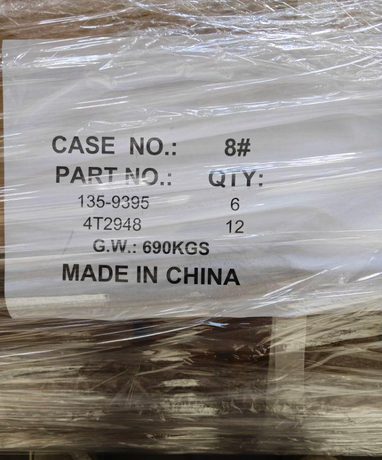 CASE NO.: 8#
PART NO.: QTY:
135-9395 6
4T2948 12
G.W.: 690KGS
MADE IN CHINA